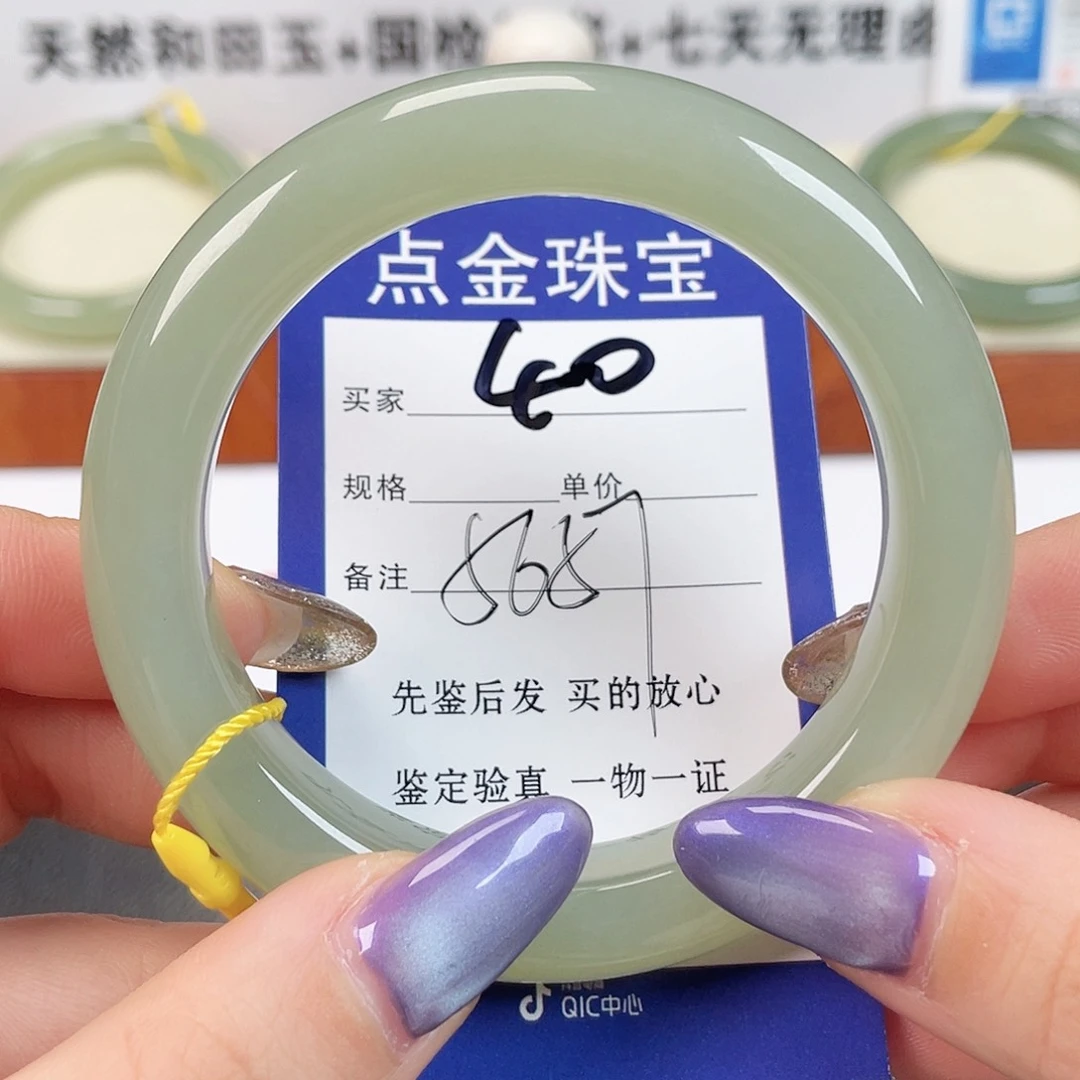 天然和田玉+国检 +七天无理
点金珠宝
买家
规格 单价
备注 8687
先鉴后发 买的放心
鉴定验真 一物一证
QIC中心